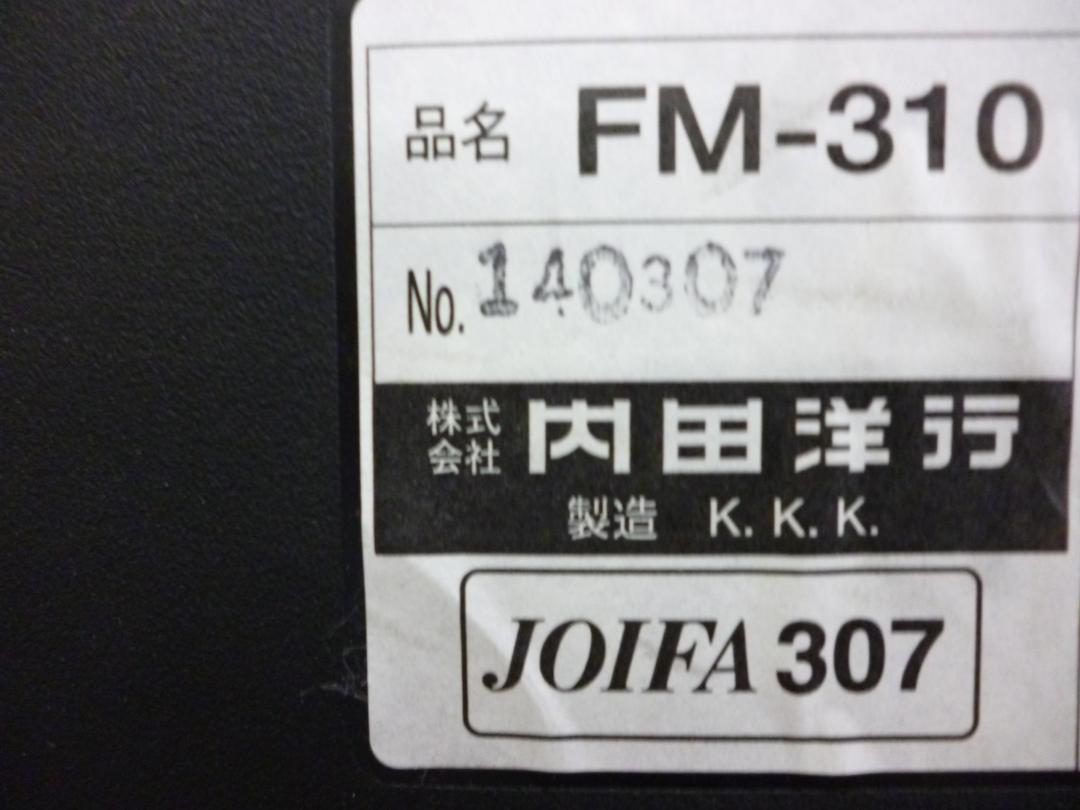 品名 FM-310
No. 140307
株式会社 内田洋行
製造 K. K. K.
JOIFA 307